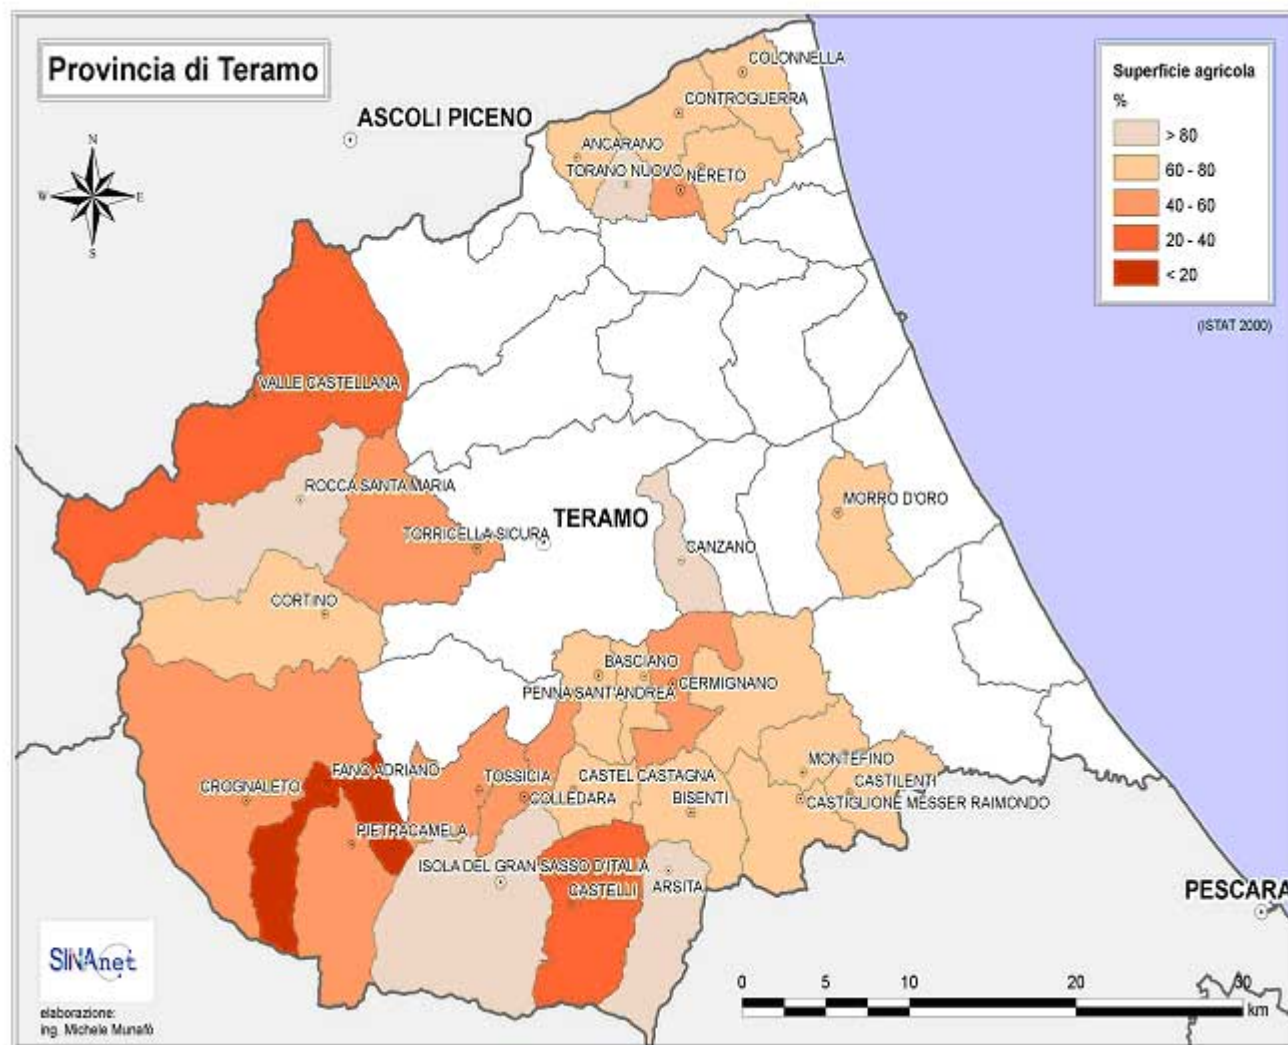 Provincia di Teramo
COLONNELLA
CONTROGUERRA
ASCOLI PICENO
ANCARANO
TORANO NUOVO
NERETO
Superficie agricola
%
> 80
60 - 80
40 - 60
20 - 40
< 20
(ISTAT 2000)
N
W
E
S
VALLE CASTELLANA
ROCCA SANTA MARIA
MORRO D'ORO
TERAMO
TORRICELLA SICURA
CANZANO
CORTINO
BASCIANO
PENNA SANT'ANDREA
CERMIGNANO
MONTEFINO
FANO ADRIANO
TOSSICIA
CASTEL CASTAGNA
CASTILENTI
CROGNALETO
COLLEDARA
BISENTI
CASTIGLIONE MESSER RAIMONDO
PIETRACAMELA
ISOLA DEL GRAN SASSO D'ITALIA
CASTELLI
ARSITA
PESCARA
SINAnet
elaborazione:
ing. Michele Munafò
0
5
10
20
30
km